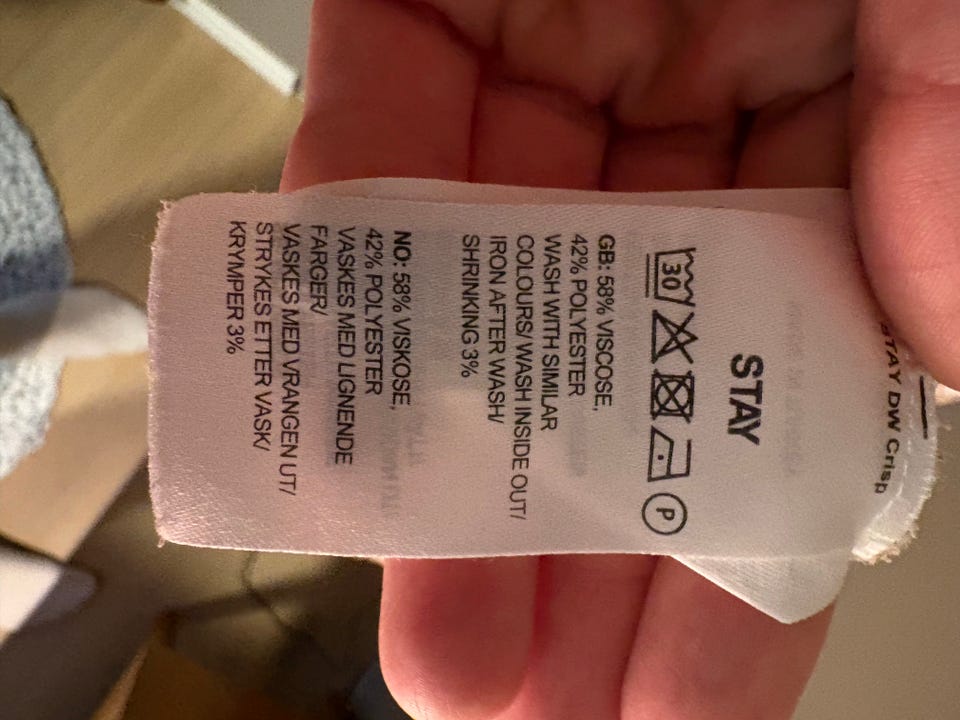 STAY DW Crisp
STAY
30
P
GB: 58% VISCOSE,
42% POLYESTER
WASH WITH SIMILAR
COLOURS/ WASH INSIDE OUT/
IRON AFTER WASH/
SHRINKING 3%
NO: 58% VISKOSE,
42% POLYESTER
VASKES MED LIGNENDE
FARGER/
VASKES MED VRANGEN UT/
STRYKES ETTER VASK/
KRYMPER 3%